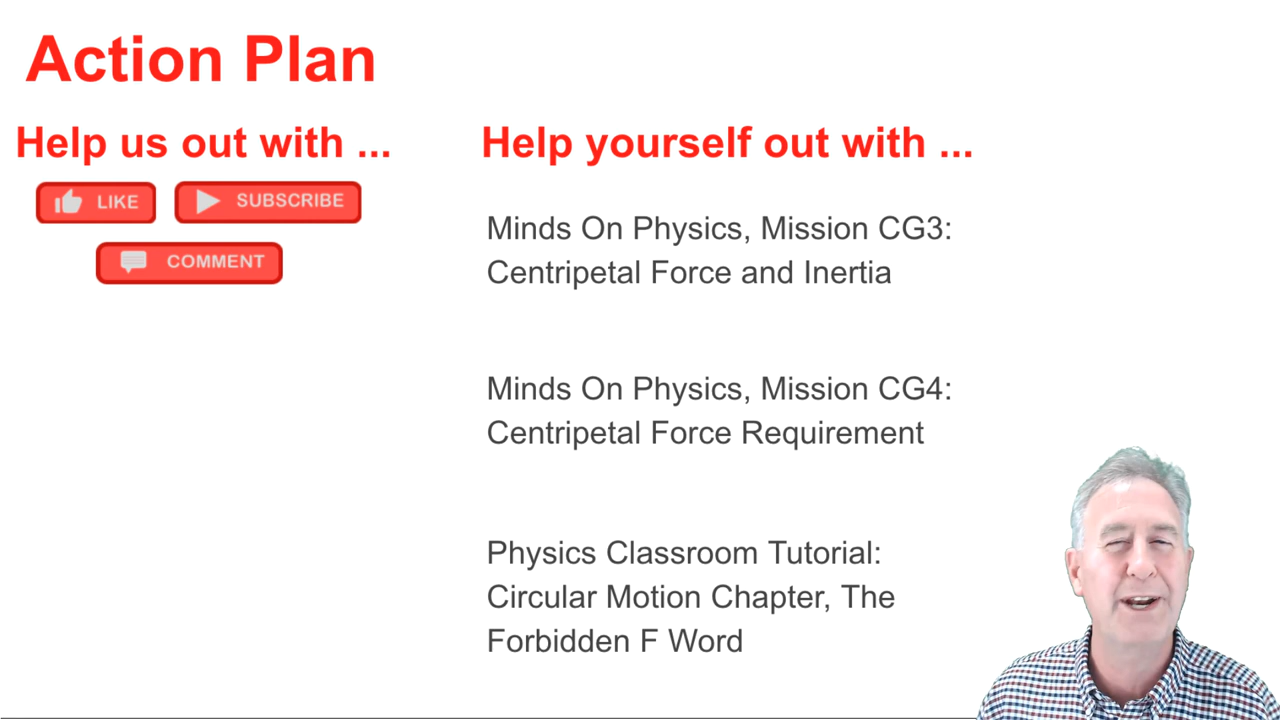 Action Plan
Help us out with ...
LIKE
SUBSCRIBE
COMMENT
Help yourself out with ...
Minds On Physics, Mission CG3:
Centripetal Force and Inertia
Minds On Physics, Mission CG4:
Centripetal Force Requirement
Physics Classroom Tutorial:
Circular Motion Chapter, The
Forbidden F Word